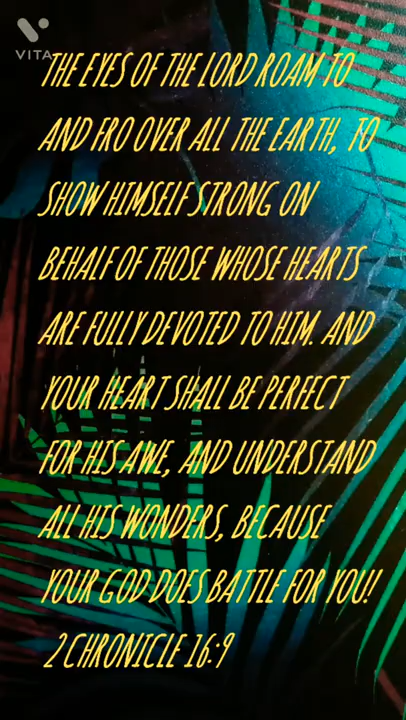 VITA
THE EYES OF THE LORD ROAM TO
AND FRO OVER ALL THE EARTH, TO
SHOW HIMSELF STRONG ON
BEHALF OF THOSE WHOSE HEARTS
ARE FULLY DEVOTED TO HIM. AND
YOUR HEART SHALL BE PERFECT
FOR HIS AWE, AND UNDERSTAND
ALL HIS WONDERS, BECAUSE
YOUR GOD DOES BATTLE FOR YOU!
2 CHRONICLE 16:9